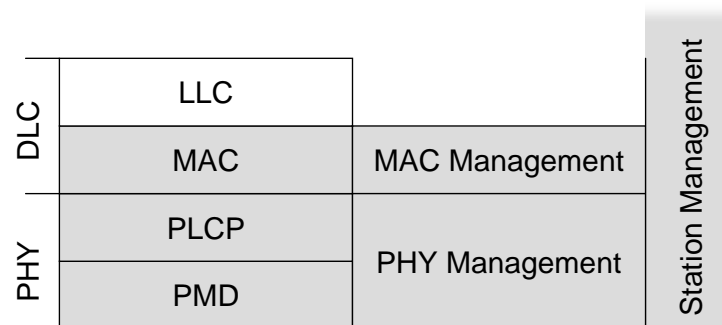 DLC
LLC
MAC
MAC Management
PHY
PLCP
PMD
PHY Management
Station Management